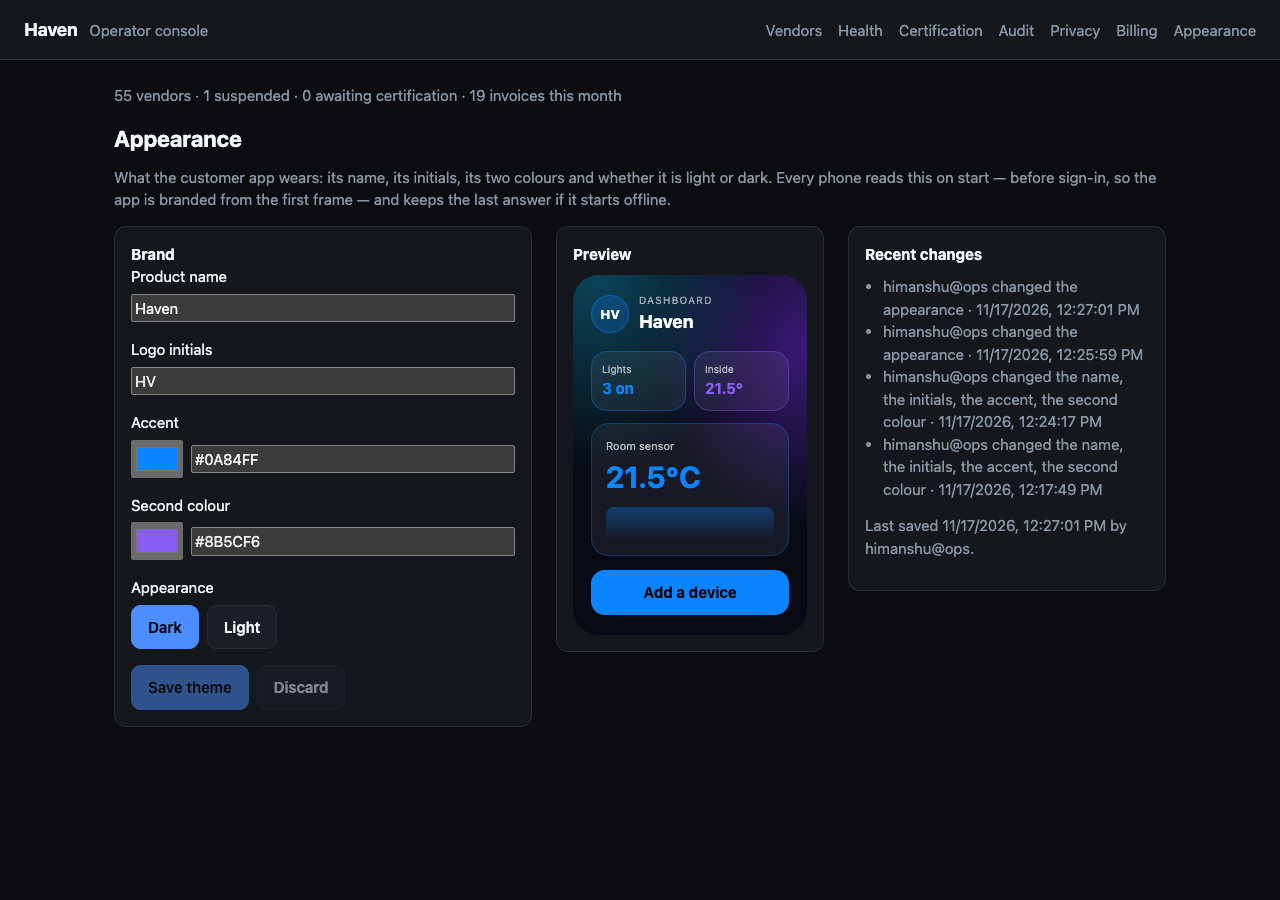 Haven Operator console
Vendors Health Certification Audit Privacy Billing Appearance
55 vendors · 1 suspended · 0 awaiting certification · 19 invoices this month
Appearance
What the customer app wears: its name, its initials, its two colours and whether it is light or dark. Every phone reads this on start — before sign-in, so the
app is branded from the first frame — and keeps the last answer if it starts offline.
Brand
Product name
Haven
Logo initials
HV
Accent
#0A84FF
Second colour
#8B5CF6
Appearance
Dark Light
Save theme Discard
Preview
HV
DASHBOARD
Haven
Lights
3 on
Inside
21.5°
Room sensor
21.5°C
Add a device
Recent changes
• himanshu@ops changed the
appearance · 11/17/2026, 12:27:01 PM
• himanshu@ops changed the
appearance · 11/17/2026, 12:25:59 PM
• himanshu@ops changed the name,
the initials, the accent, the second
colour · 11/17/2026, 12:24:17 PM
• himanshu@ops changed the name,
the initials, the accent, the second
colour · 11/17/2026, 12:17:49 PM
Last saved 11/17/2026, 12:27:01 PM by
himanshu@ops.